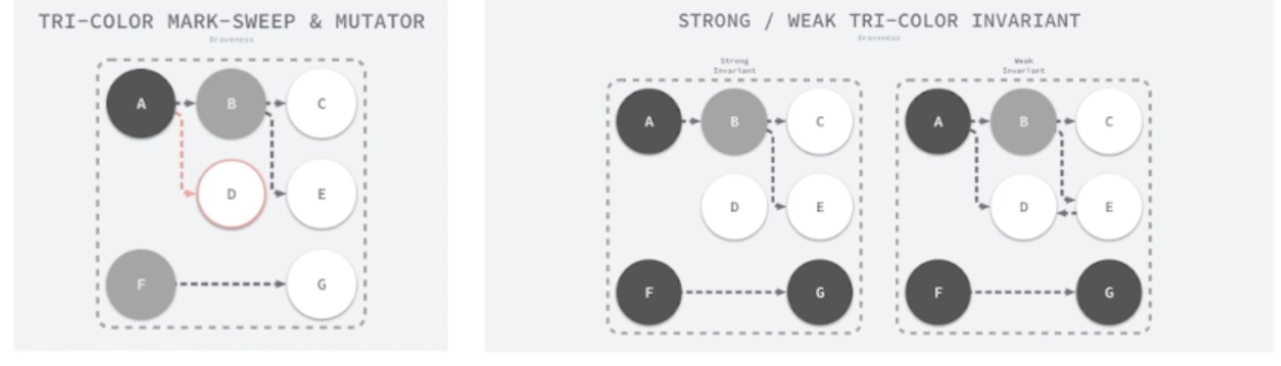 TRI-COLOR MARK-SWEEP & MUTATOR
Draveness
A
B
C
D
E
F
G
STRONG / WEAK TRI-COLOR INVARIANT
Draveness
Strong
Invariant
A
B
C
D
E
F
G
Weak
Invariant
A
B
C
D
E
F
G